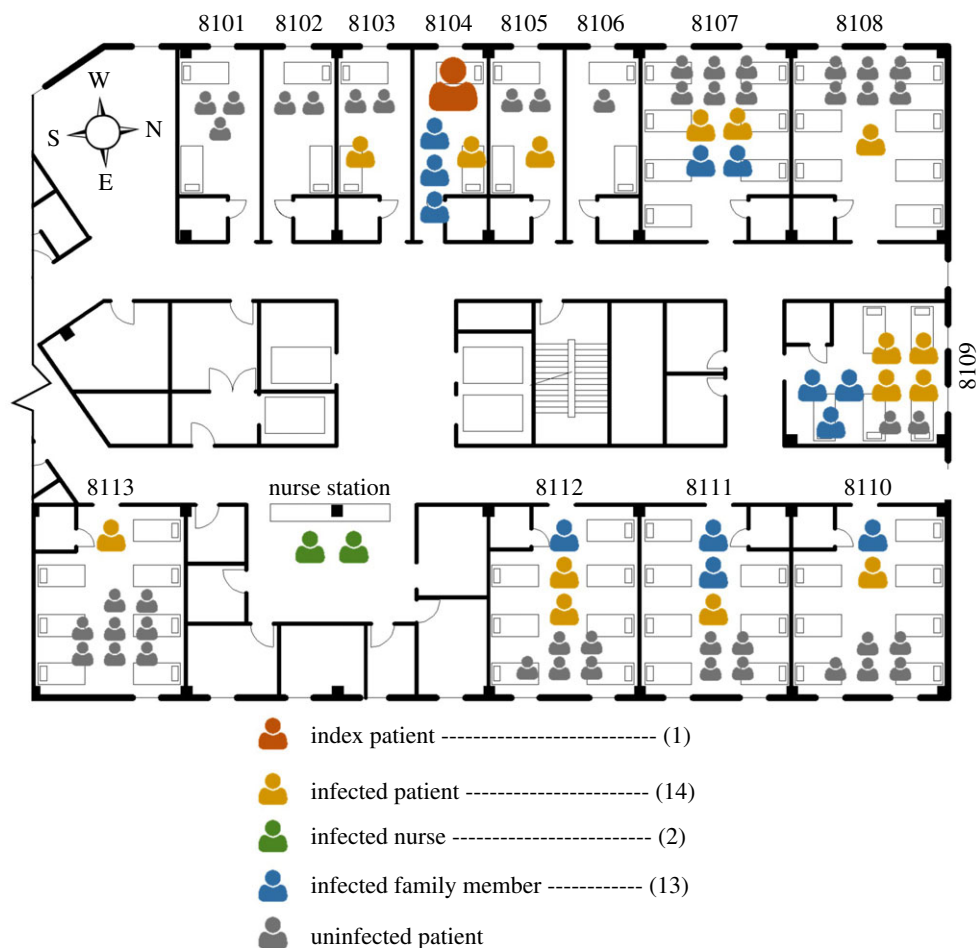 8101 8102 8103 8104 8105 8106 8107 8108
W
S N
E
8109
8113 nurse station 8112 8111 8110
index patient --------------------------- (1)
infected patient ----------------------- (14)
infected nurse ------------------------- (2)
infected family member ------------ (13)
uninfected patient